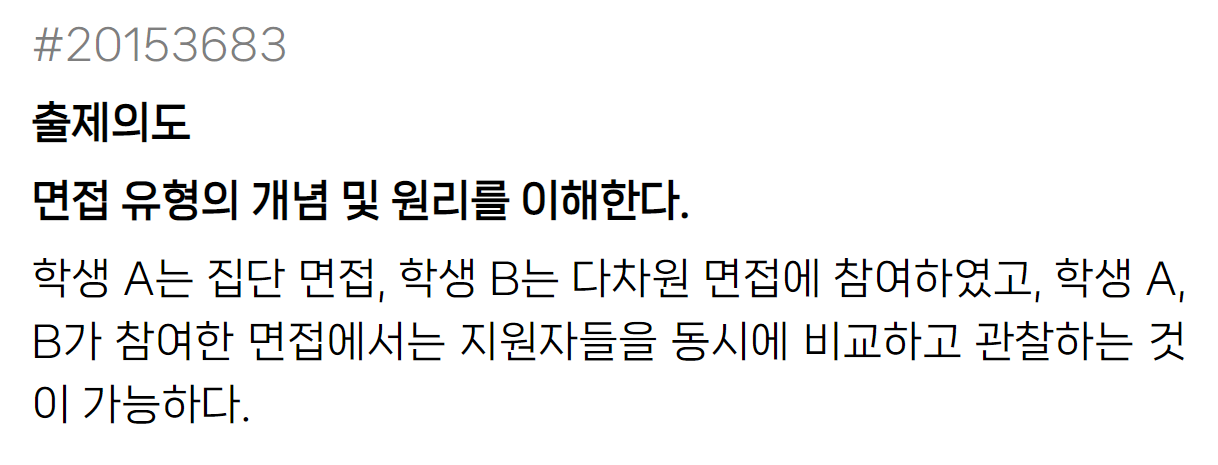 #20153683
출제의도
면접 유형의 개념 및 원리를 이해한다.
학생 A는 집단 면접, 학생 B는 다차원 면접에 참여하였고, 학생 A,
B가 참여한 면접에서는 지원자들을 동시에 비교하고 관찰하는 것
이 가능하다.